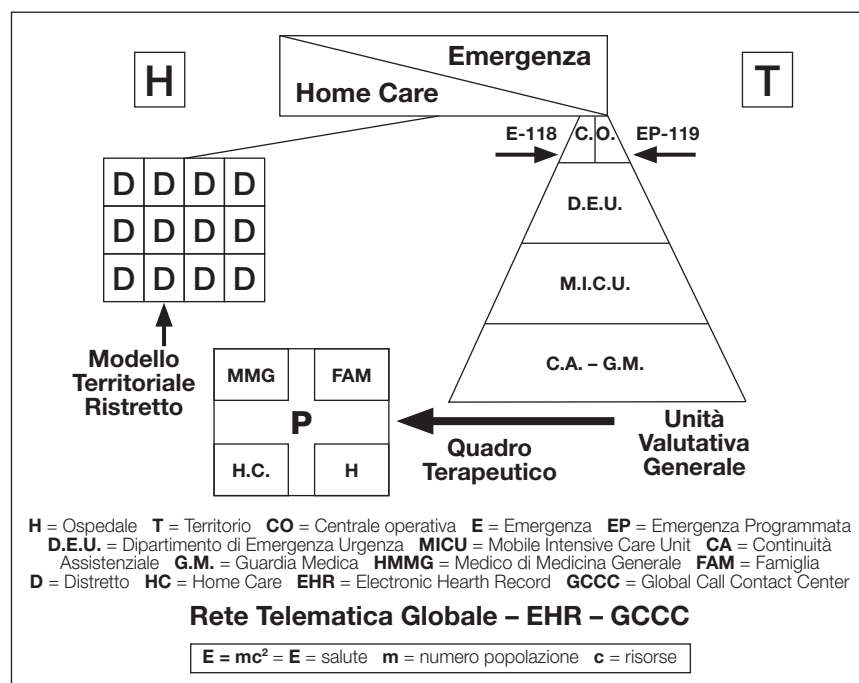 H
Emergenza
Home Care
T
E-118
C.
O.
EP-119
D D D D
D D D D
D D D D
D.E.U.
M.I.C.U.
C.A. – G.M.
Modello
Territoriale
Ristretto
MMG
FAM
P
H.C.
H
Quadro
Terapeutico
Unità
Valutativa
Generale
H = Ospedale T = Territorio CO = Centrale operativa E = Emergenza EP = Emergenza Programmata
D.E.U. = Dipartimento di Emergenza Urgenza MICU = Mobile Intensive Care Unit CA = Continuità
Assistenziale G.M. = Guardia Medica HMMG = Medico di Medicina Generale FAM = Famiglia
D = Distretto HC = Home Care EHR = Electronic Hearth Record GCCC = Global Call Contact Center
Rete Telematica Globale – EHR – GCCC
E = mc² = E = salute m = numero popolazione c = risorse